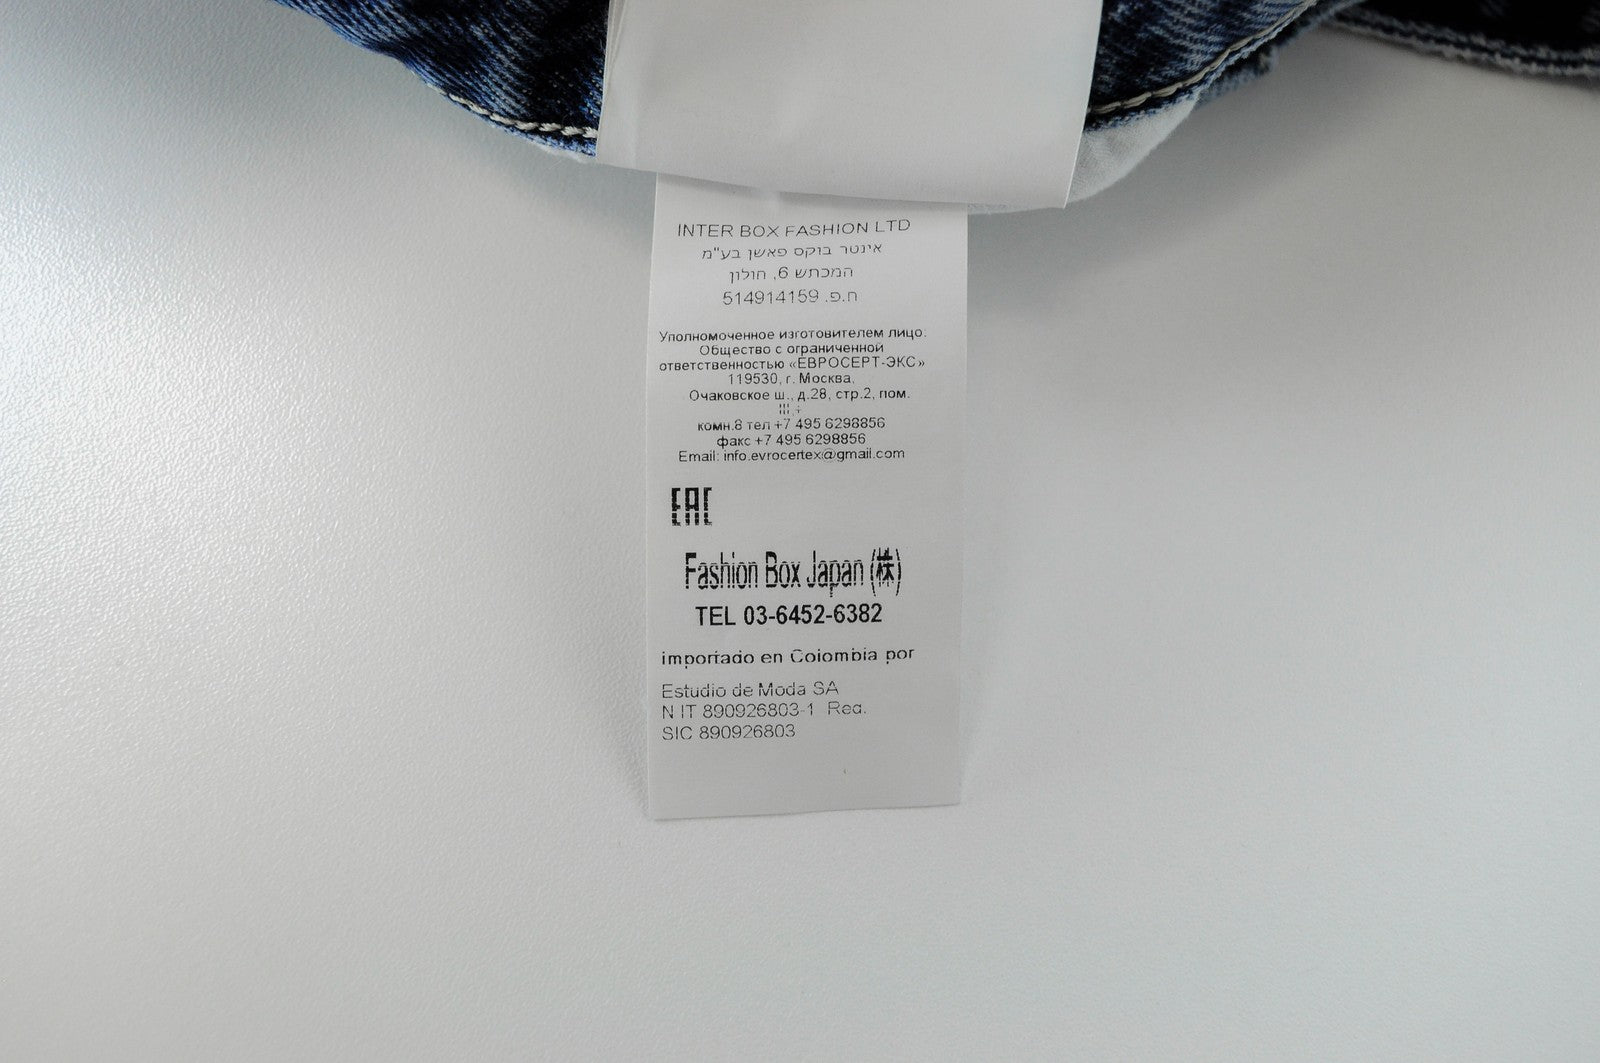 INTER BOX FASHION LTD
אינטר בוקס פאשן בע"מ
המכתש 6, חולון
ח.פ. 514914159
Уполномоченное изготовителем лицо:
Общество с ограниченной
ответственностью «ЕВРОСЕРТ-ЭКС»
119530, г. Москва,
Очаковское ш., д.28, стр.2, пом.
комн.8 тел +7 495 6298856
факс +7 495 6298856
Email: info.evrocertex@gmail.com
EAC
Fashion Box Japan (株)
TEL 03-6452-6382
importado en Colombia por
Estudio de Moda SA
N IT 890926803-1 Reg.
SIC 890926803